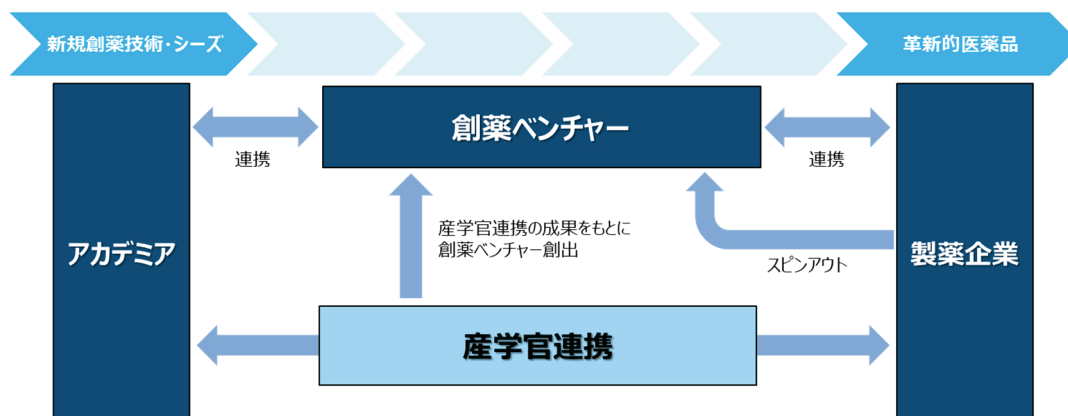 新規創薬技術・シーズ
革新的医薬品
創薬ベンチャー
連携
連携
アカデミア
産学官連携の成果をもとに
創薬ベンチャー創出
スピンアウト
製薬企業
産学官連携